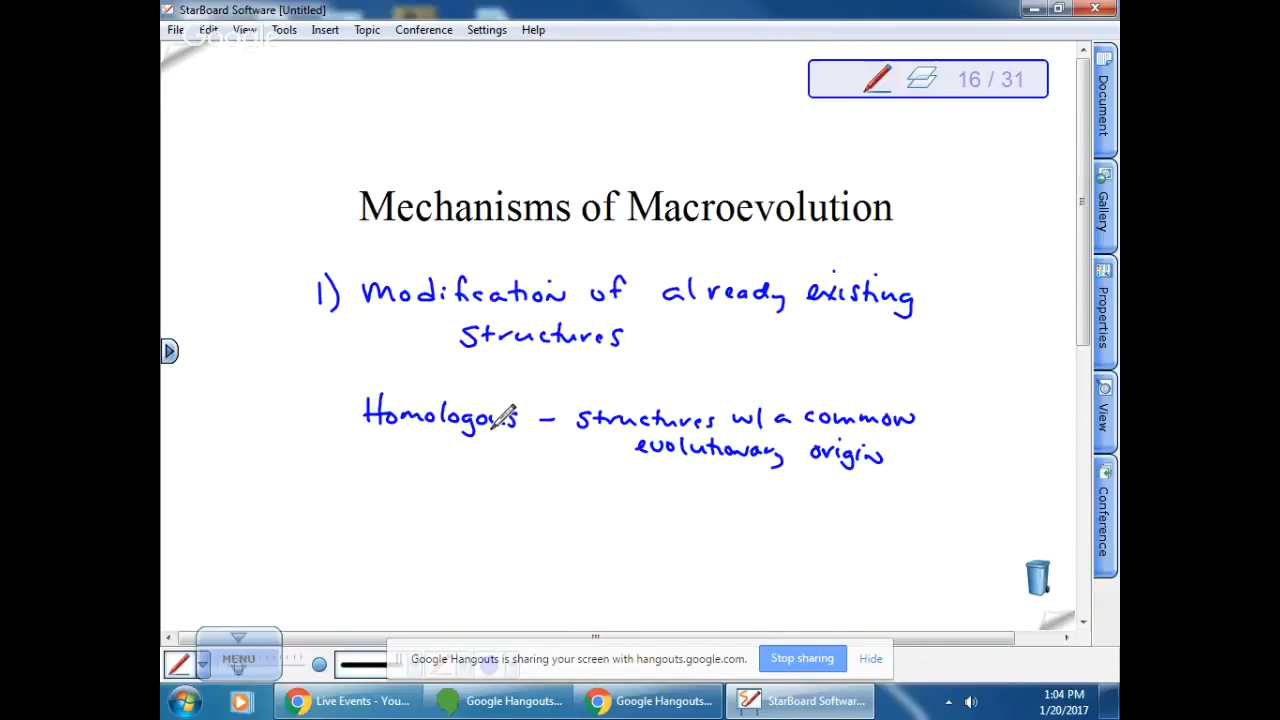 StarBoard Software [Untitled]
File Edit View Tools Insert Topic Conference Settings Help
Google
16 / 31
Mechanisms of Macroevolution
1) Modification of already existing
structures
Homologous – structures w/ a common
evolutionary origin
Document
Gallery
Properties
View
Conference
MENU
Google Hangouts is sharing your screen with hangouts.google.com.
Stop sharing
Hide
Live Events - You...
Google Hangouts...
Google Hangouts...
StarBoard Softwar...
1:04 PM
1/20/2017